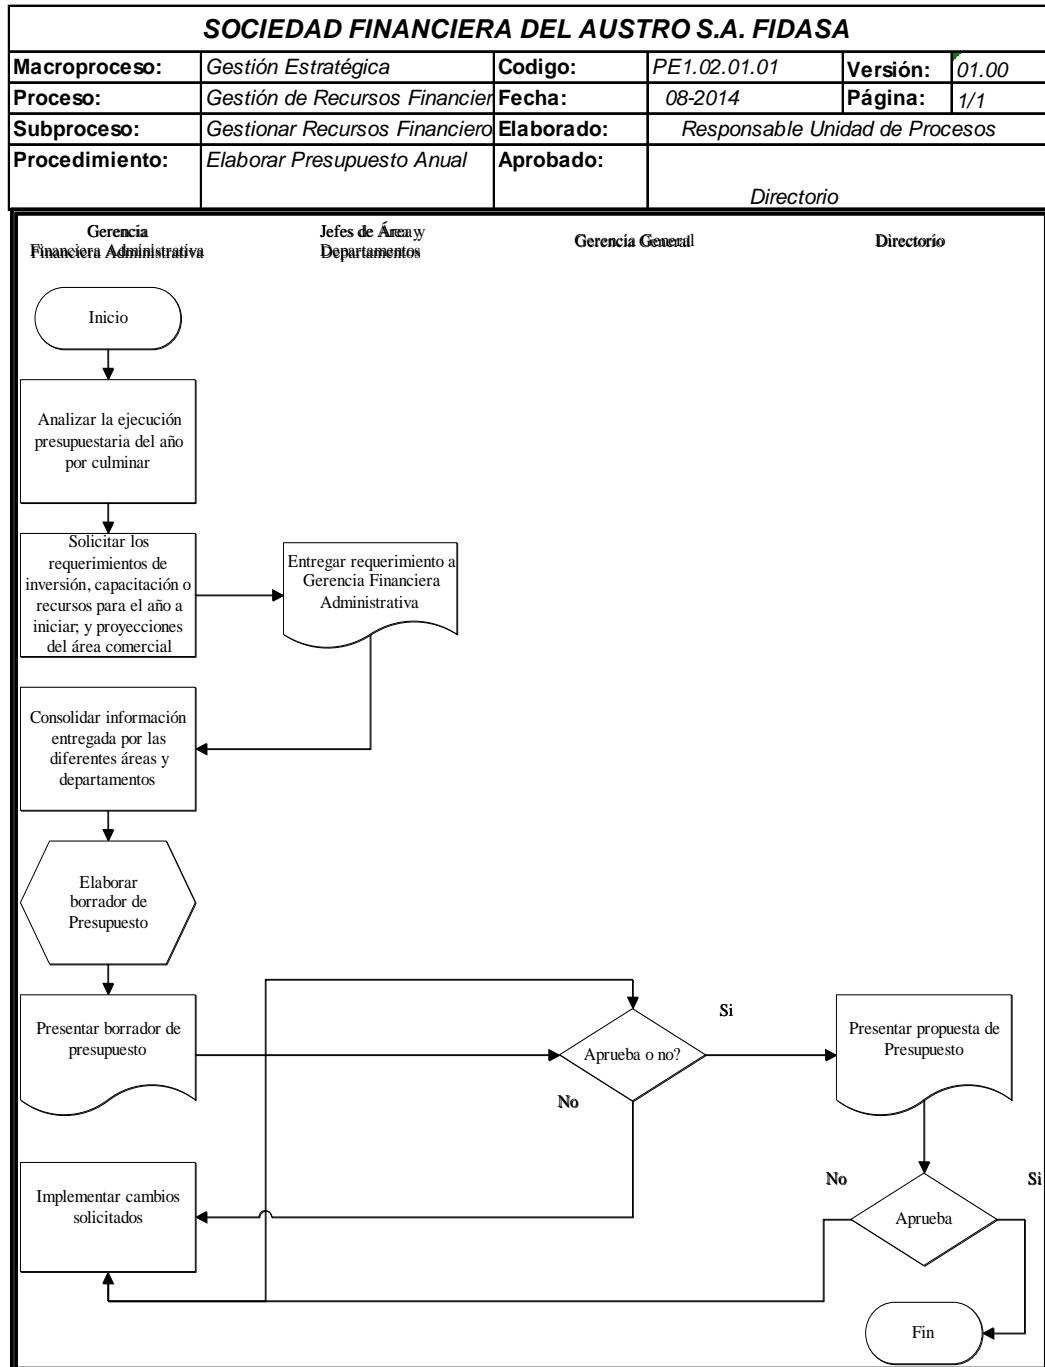 SOCIEDAD FINANCIERA DEL AUSTRO S.A. FIDASA
Macroproceso: Gestión Estratégica Codigo: PE1.02.01.01 Versión: 01.00
Proceso: Gestión de Recursos Financier Fecha: 08-2014 Página: 1/1
Subproceso: Gestionar Recursos Financiero Elaborado: Responsable Unidad de Procesos
Procedimiento: Elaborar Presupuesto Anual Aprobado:
Directorio
Gerencia
Financiera Administrativa
Jefes de Área y
Departamentos
Gerencia General
Directorio
Inicio
Analizar la ejecución
presupuestaria del año
por culminar
Solicitar los
requerimientos de
inversión, capacitación o
recursos para el año a
iniciar; y proyecciones
del área comercial
Entregar requerimiento a
Gerencia Financiera
Administrativa
Consolidar información
entregada por las
diferentes áreas y
departamentos
Elaborar
borrador de
Presupuesto
Presentar borrador de
presupuesto
Aprueba o no?
Si
No
Presentar propuesta de
Presupuesto
Implementar cambios
solicitados
No
Si
Aprueba
Fin